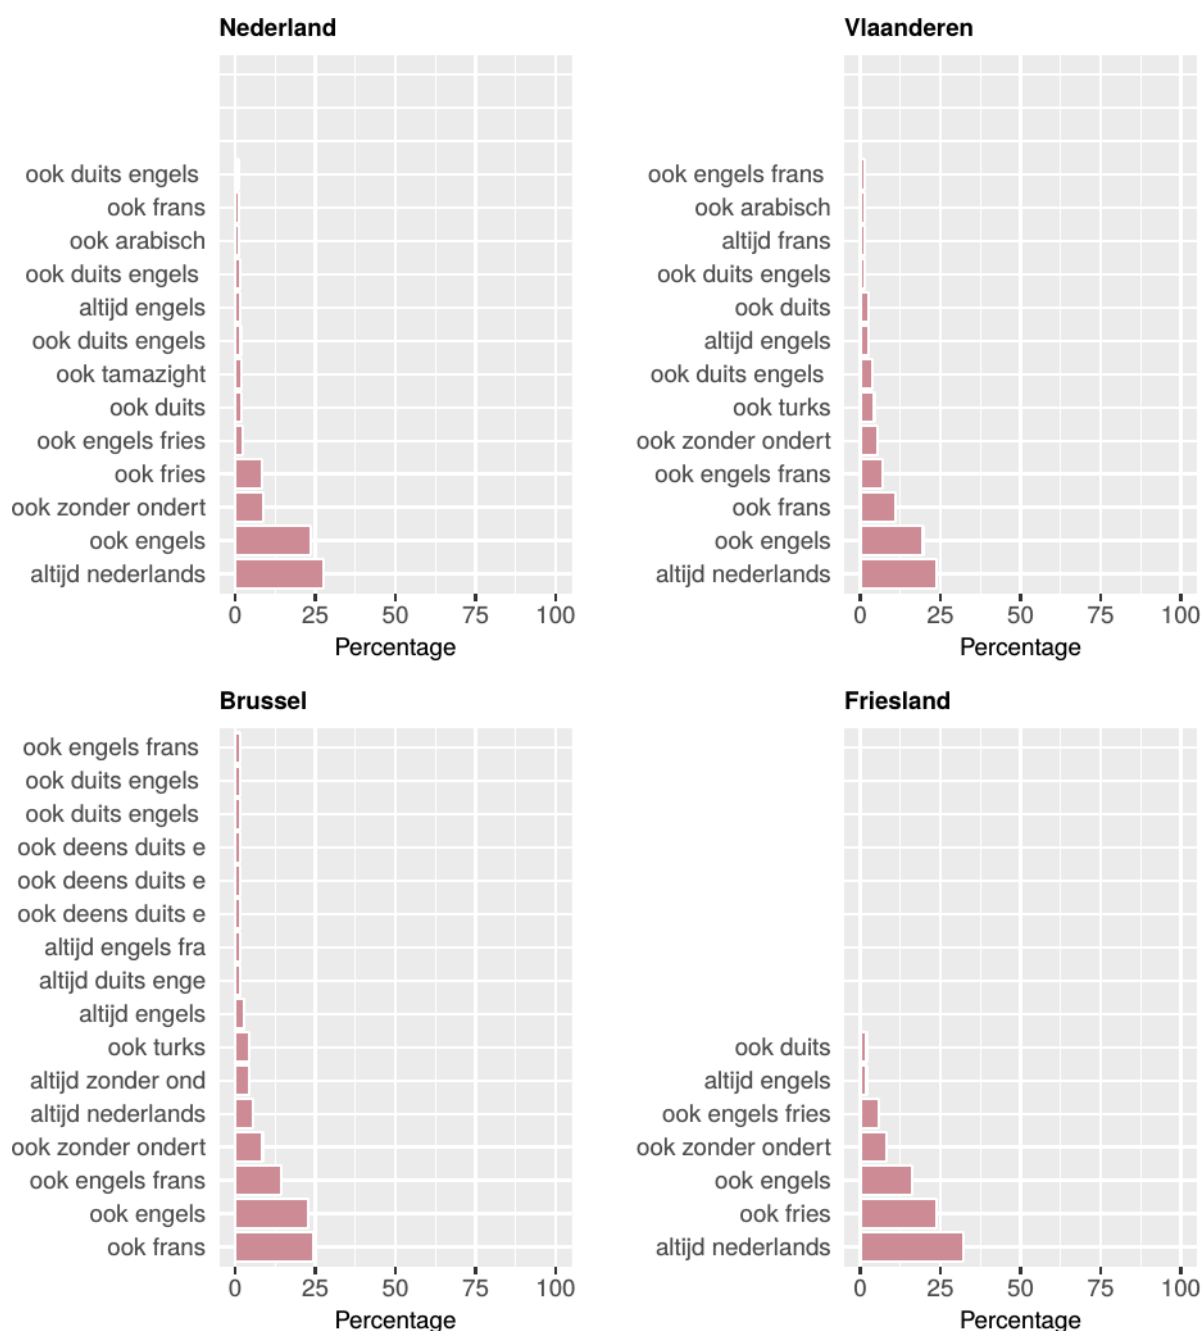 Nederland
ook duits engels
ook frans
ook arabisch
ook duits engels
altijd engels
ook duits engels
ook tamazight
ook duits
ook engels fries
ook fries
ook zonder ondert
ook engels
altijd nederlands
0 25 50 75 100
Percentage
Vlaanderen
ook engels frans
ook arabisch
altijd frans
ook duits engels
ook duits
altijd engels
ook duits engels
ook turks
ook zonder ondert
ook engels frans
ook frans
ook engels
altijd nederlands
0 25 50 75 100
Percentage
Brussel
ook engels frans
ook duits engels
ook duits engels
ook deens duits e
ook deens duits e
ook deens duits e
altijd engels fra
altijd duits enge
altijd engels
ook turks
altijd zonder ond
altijd nederlands
ook zonder ondert
ook engels frans
ook engels
ook frans
0 25 50 75 100
Percentage
Friesland
ook duits
altijd engels
ook engels fries
ook zonder ondert
ook engels
ook fries
altijd nederlands
0 25 50 75 100
Percentage